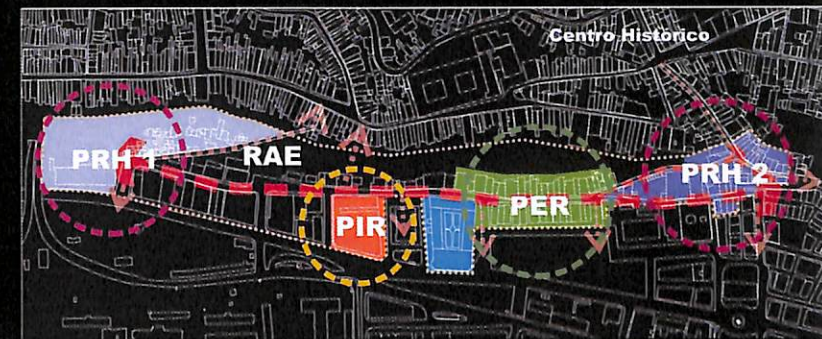 Centro Histórico
PRH 1
RAE
PIR
PER
PRH 2